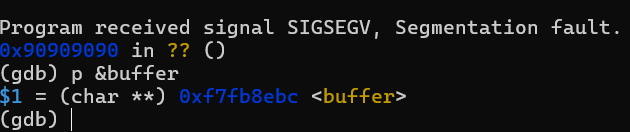 Program received signal SIGSEGV, Segmentation fault.
0x90909090 in ?? ()
(gdb) p &buffer
$1 = (char **) 0xf7fb8ebc <buffer>
(gdb)